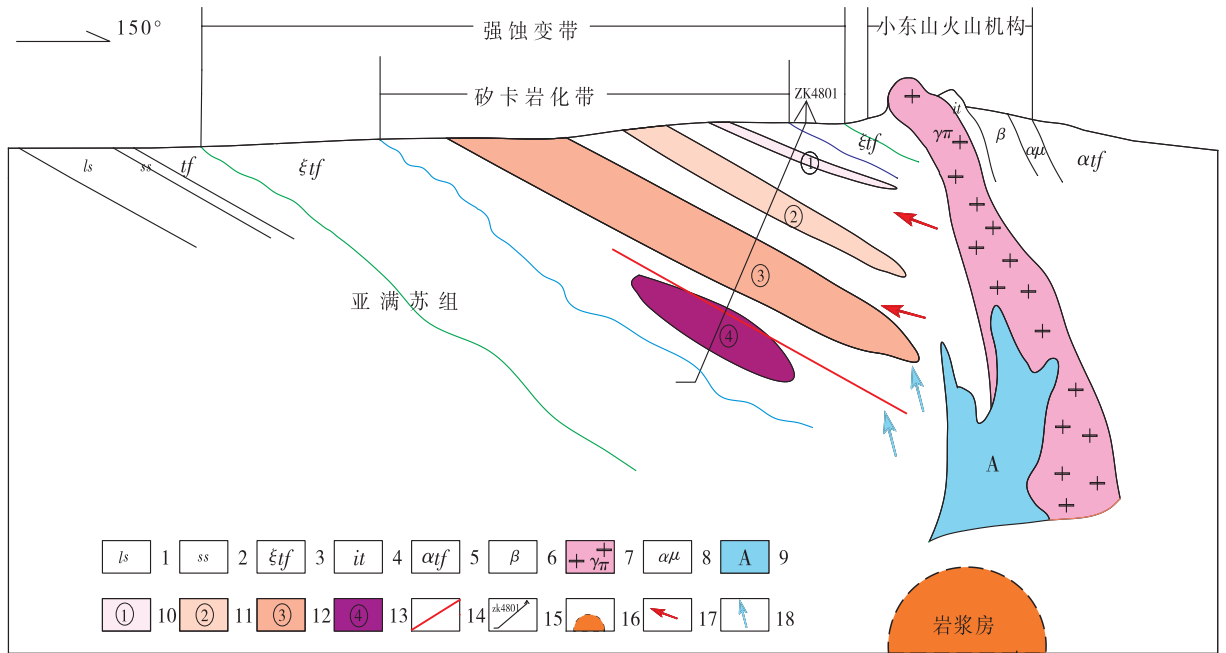 150°
强蚀变带
小东山火山机构
矽卡岩化带
ZK4801
ls
ss
tf
ξtf
①
ξtf
it
γπ
β
αμ
αtf
②
③
亚满苏组
④
A
ls 1 ss 2 ξtf 3 it 4 αtf 5 β 6 γπ 7 αμ 8 A 9
① 10 ② 11 ③ 12 ④ 13 14 zk4801 15 16 17 18
岩浆房